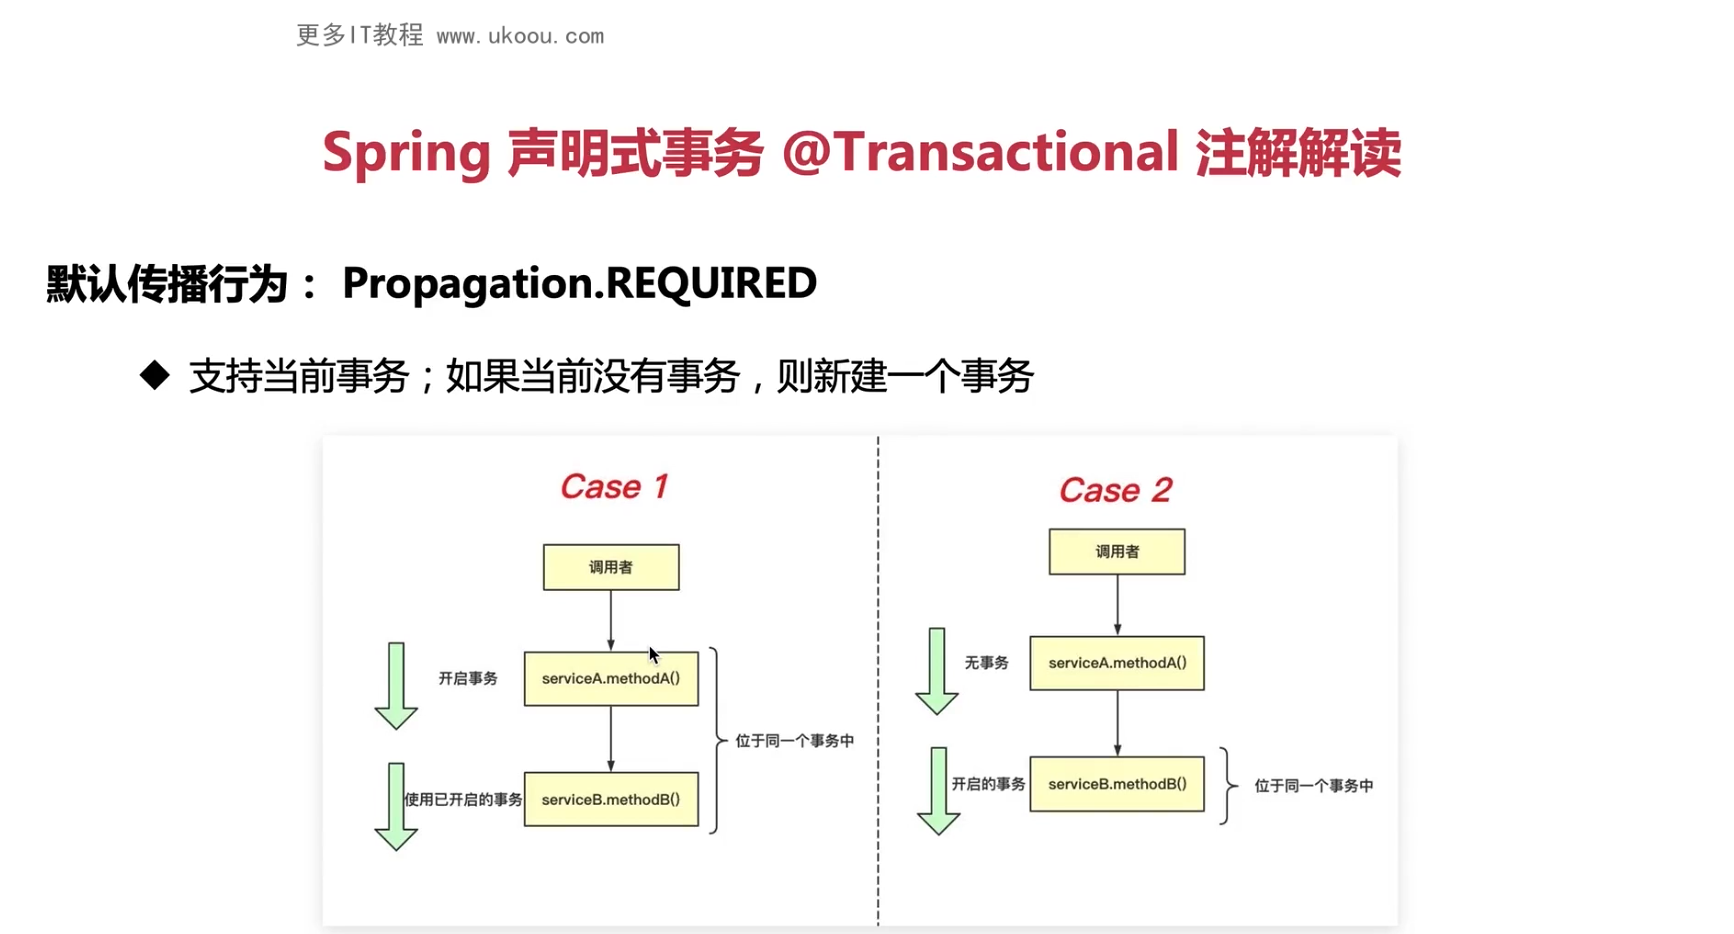 更多IT教程 www.ukoou.com
Spring 声明式事务 @Transactional 注解解读
默认传播行为： Propagation.REQUIRED
◆ 支持当前事务；如果当前没有事务，则新建一个事务
Case 1
调用者
开启事务
serviceA.methodA()
位于同一个事务中
使用已开启的事务
serviceB.methodB()
Case 2
调用者
无事务
serviceA.methodA()
开启的事务
serviceB.methodB()
位于同一个事务中